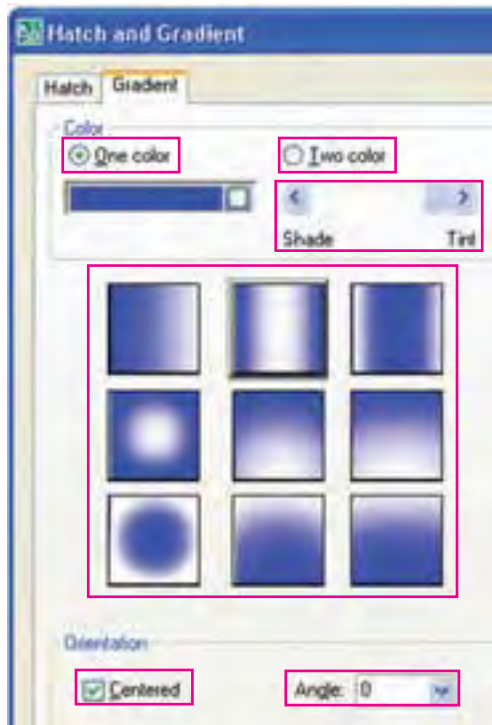 Hatch and Gradient
Hatch Gradient
Color
One color Two color
Shade Tint
Orientation
Centered Angle: 0